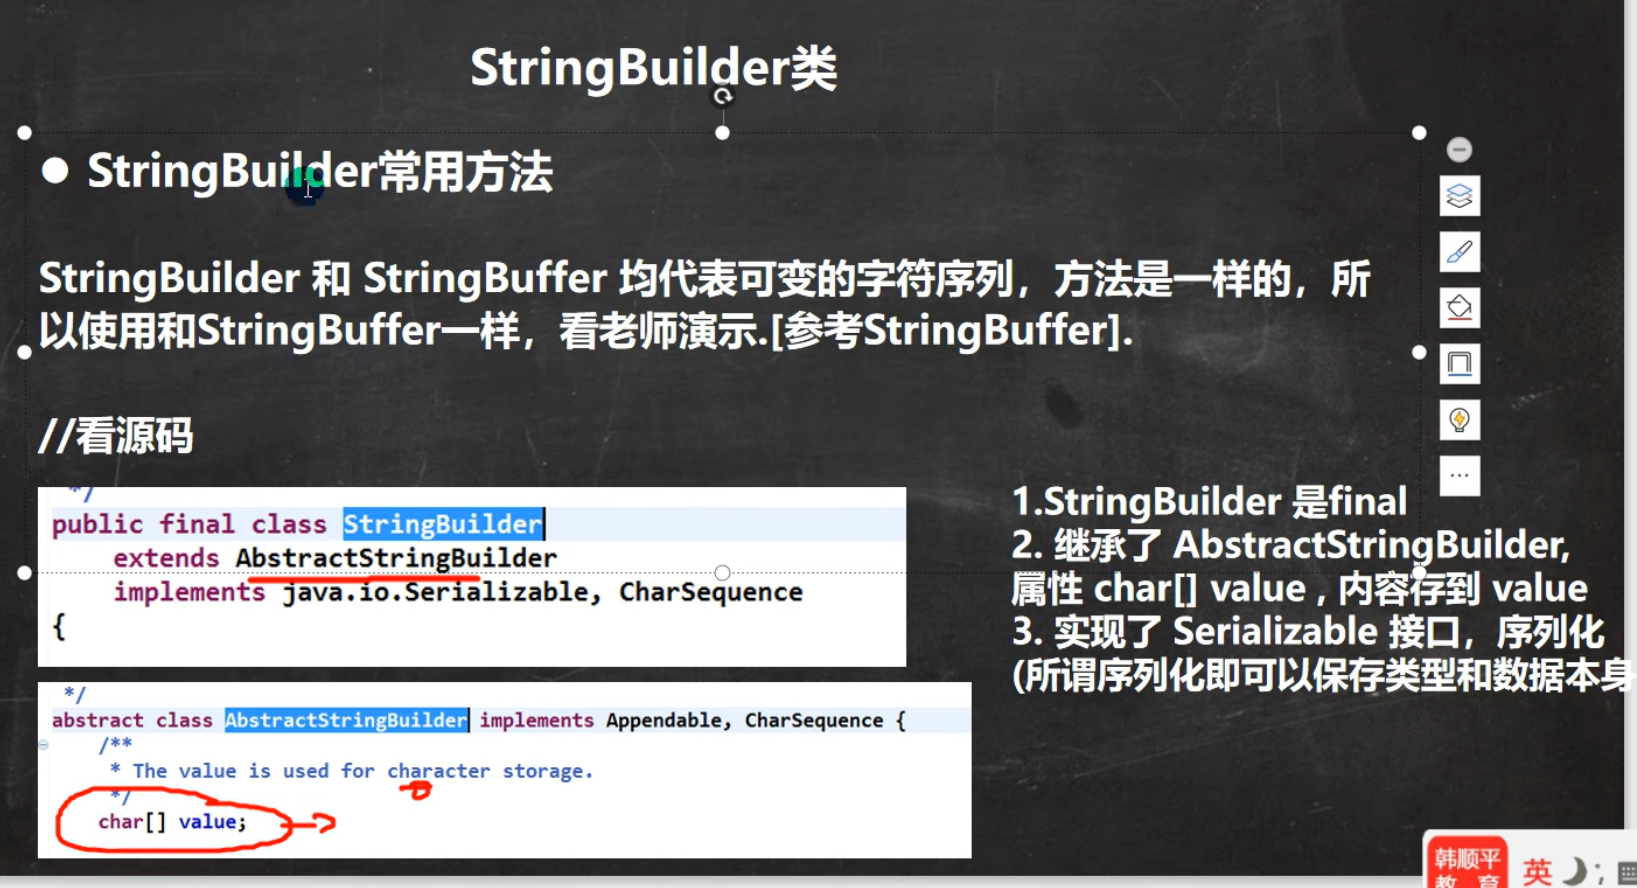 StringBuilder类
● StringBuilder常用方法
StringBuilder 和 StringBuffer 均代表可变的字符序列，方法是一样的，所
以使用和StringBuffer一样，看老师演示.[参考StringBuffer].
//看源码
*/
public final class StringBuilder
extends AbstractStringBuilder
implements java.io.Serializable, CharSequence
{
1.StringBuilder 是final
2. 继承了 AbstractStringBuilder,
属性 char[] value , 内容存到 value
3. 实现了 Serializable 接口，序列化
(所谓序列化即可以保存类型和数据本身
*/
abstract class AbstractStringBuilder implements Appendable, CharSequence {
/**
* The value is used for character storage.
*/
char[] value;
韩顺平
教 育
英